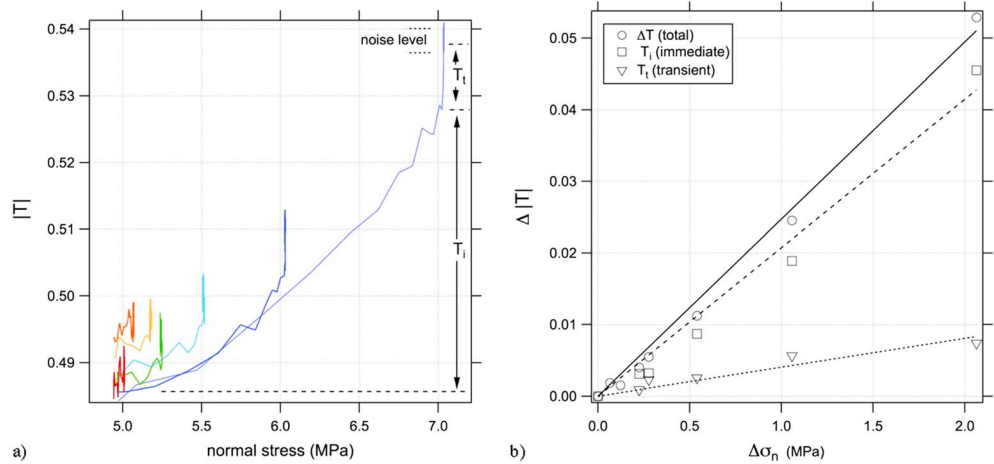 0.54
0.53
0.52
0.51
0.50
0.49
|T|
noise level
T_t
T_i
5.0 5.5 6.0 6.5 7.0
normal stress (MPa)
a)
ΔT (total)
T_i (immediate)
T_t (transient)
0.05
0.04
0.03
0.02
0.01
0.00
Δ |T|
0.0 0.5 1.0 1.5 2.0
Δσ_n (MPa)
b)